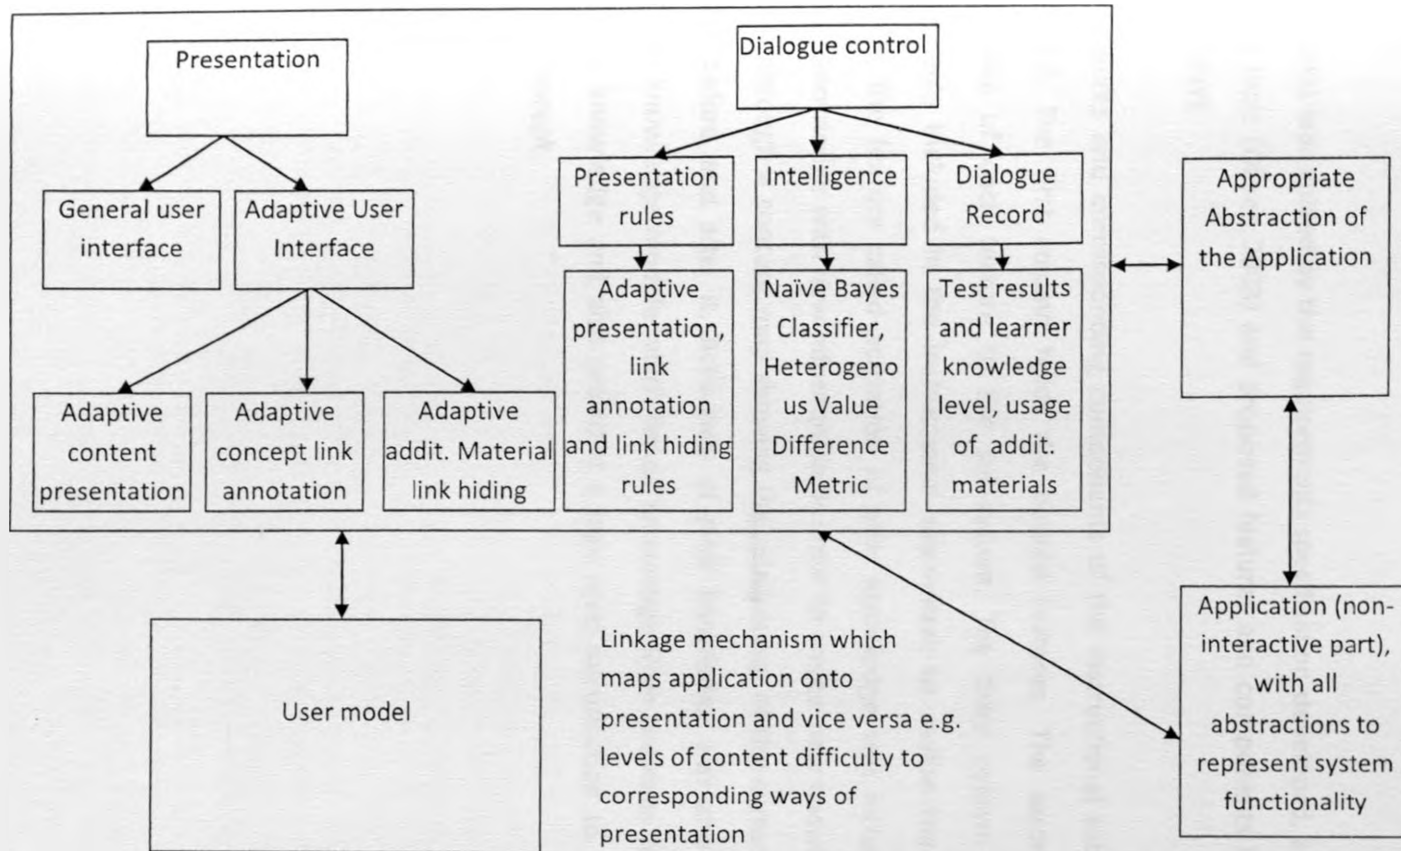 Presentation
Dialogue control
General user
interface
Adaptive User
Interface
Presentation
rules
Intelligence
Dialogue
Record
Adaptive
content
presentation
Adaptive
concept link
annotation
Adaptive
addit. Material
link hiding
Adaptive
presentation,
link
annotation
and link hiding
rules
Naïve Bayes
Classifier,
Heterogeno
us Value
Difference
Metric
Test results
and learner
knowledge
level, usage
of addit.
materials
Appropriate
Abstraction of
the Application
User model
Linkage mechanism which
maps application onto
presentation and vice versa e.g.
levels of content difficulty to
corresponding ways of
presentation
Application (non-
interactive part),
with all
abstractions to
represent system
functionality